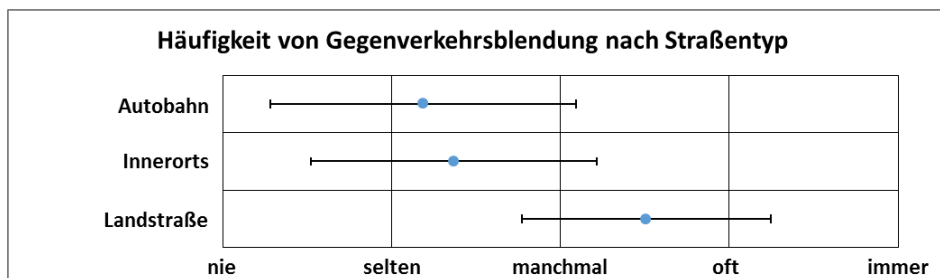 Häufigkeit von Gegenverkehrsblendung nach Straßentyp
Autobahn
Innerorts
Landstraße
nie selten manchmal oft immer